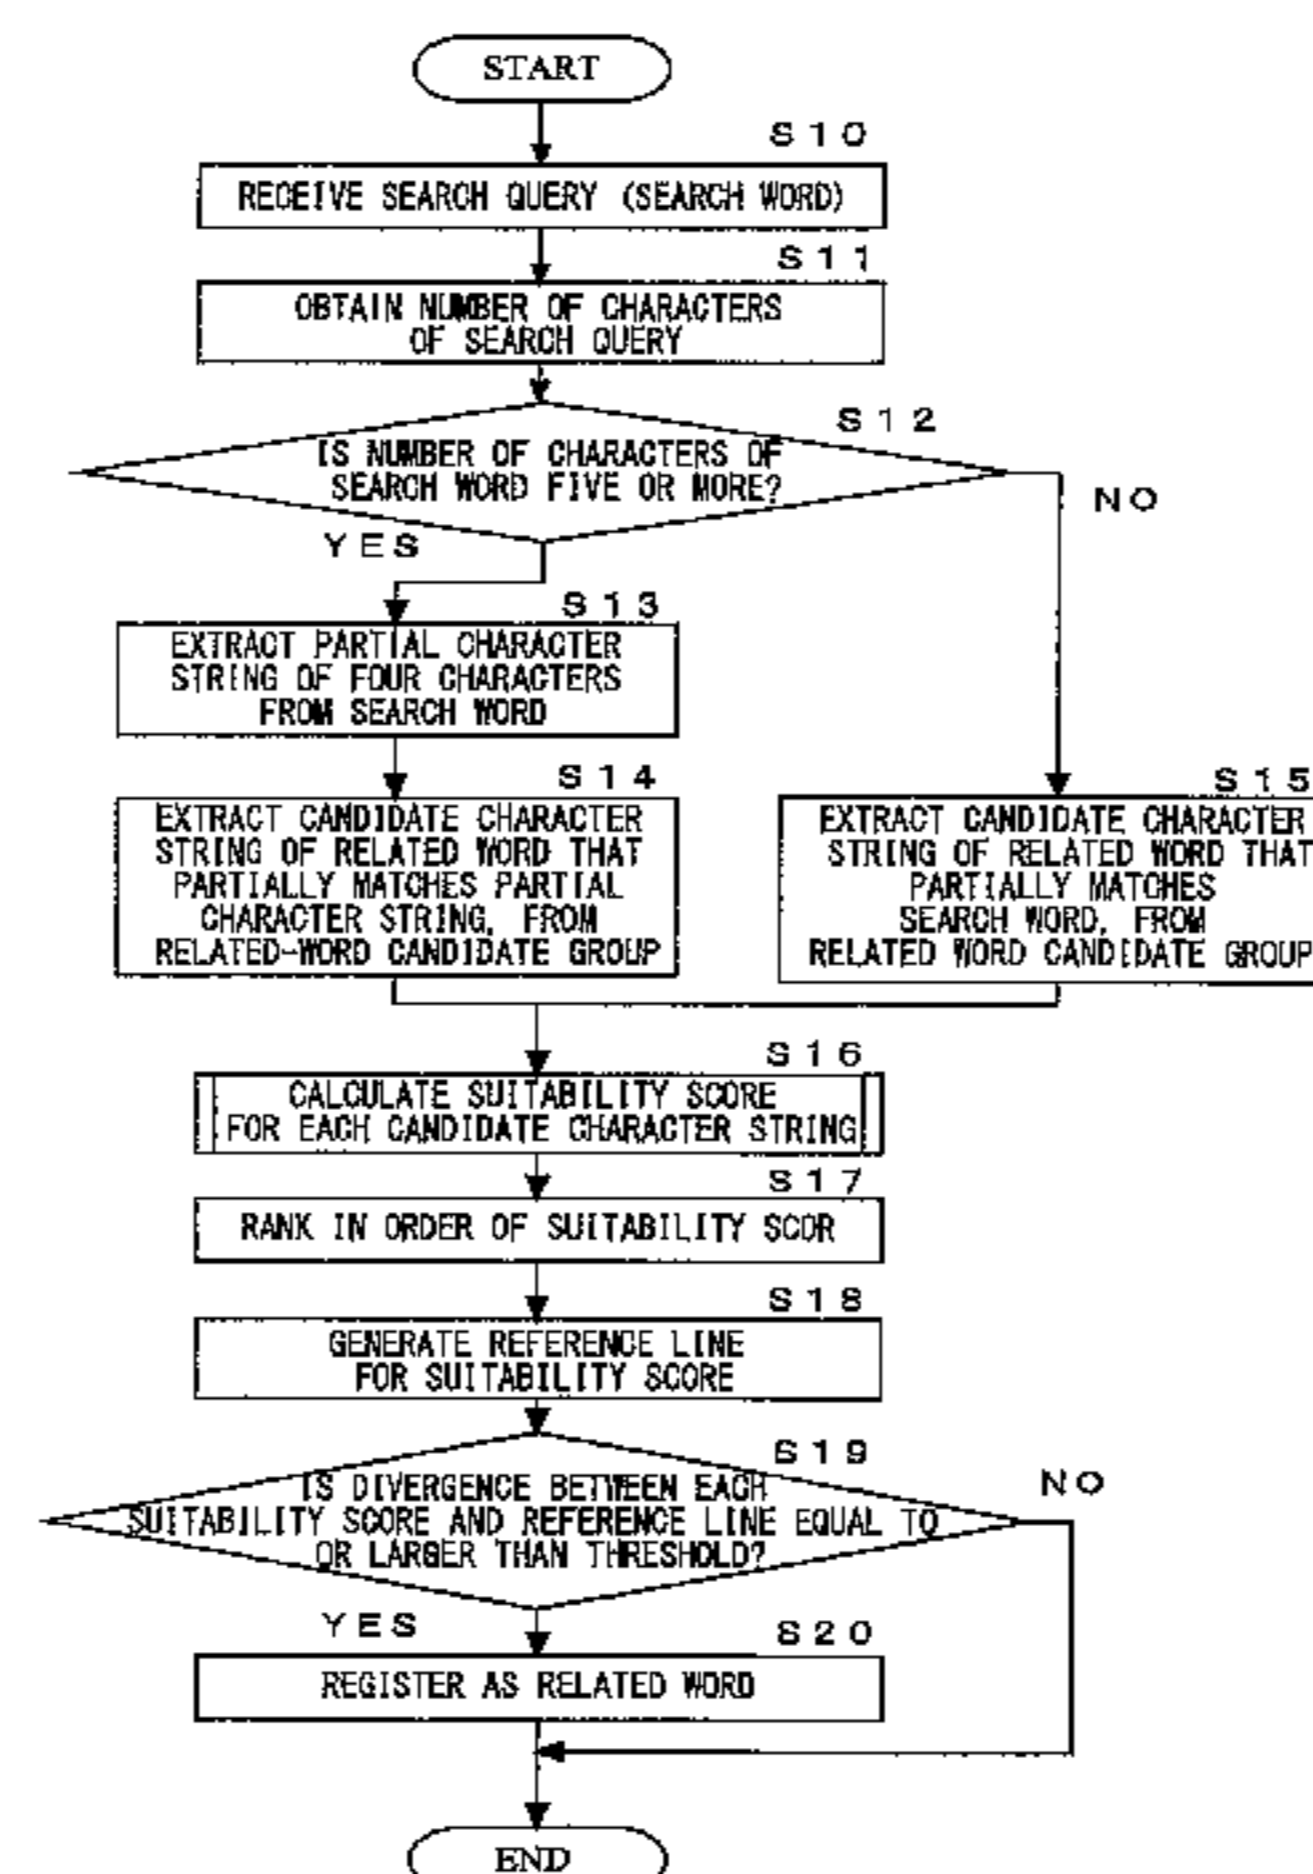 START
S10
RECEIVE SEARCH QUERY (SEARCH WORD)
S11
OBTAIN NUMBER OF CHARACTERS
OF SEARCH QUERY
S12
IS NUMBER OF CHARACTERS OF
SEARCH WORD FIVE OR MORE?
NO
YES
S13
EXTRACT PARTIAL CHARACTER
STRING OF FOUR CHARACTERS
FROM SEARCH WORD
S14
EXTRACT CANDIDATE CHARACTER
STRING OF RELATED WORD THAT
PARTIALLY MATCHES PARTIAL
CHARACTER STRING, FROM
RELATED-WORD CANDIDATE GROUP
S15
EXTRACT CANDIDATE CHARACTER
STRING OF RELATED WORD THAT
PARTIALLY MATCHES
SEARCH WORD, FROM
RELATED WORD CANDIDATE GROUP
S16
CALCULATE SUITABILITY SCORE
FOR EACH CANDIDATE CHARACTER STRING
S17
RANK IN ORDER OF SUITABILITY SCOR
S18
GENERATE REFERENCE LINE
FOR SUITABILITY SCORE
S19
IS DIVERGENCE BETWEEN EACH
SUITABILITY SCORE AND REFERENCE LINE EQUAL TO
OR LARGER THAN THRESHOLD?
NO
YES
S20
REGISTER AS RELATED WORD
END